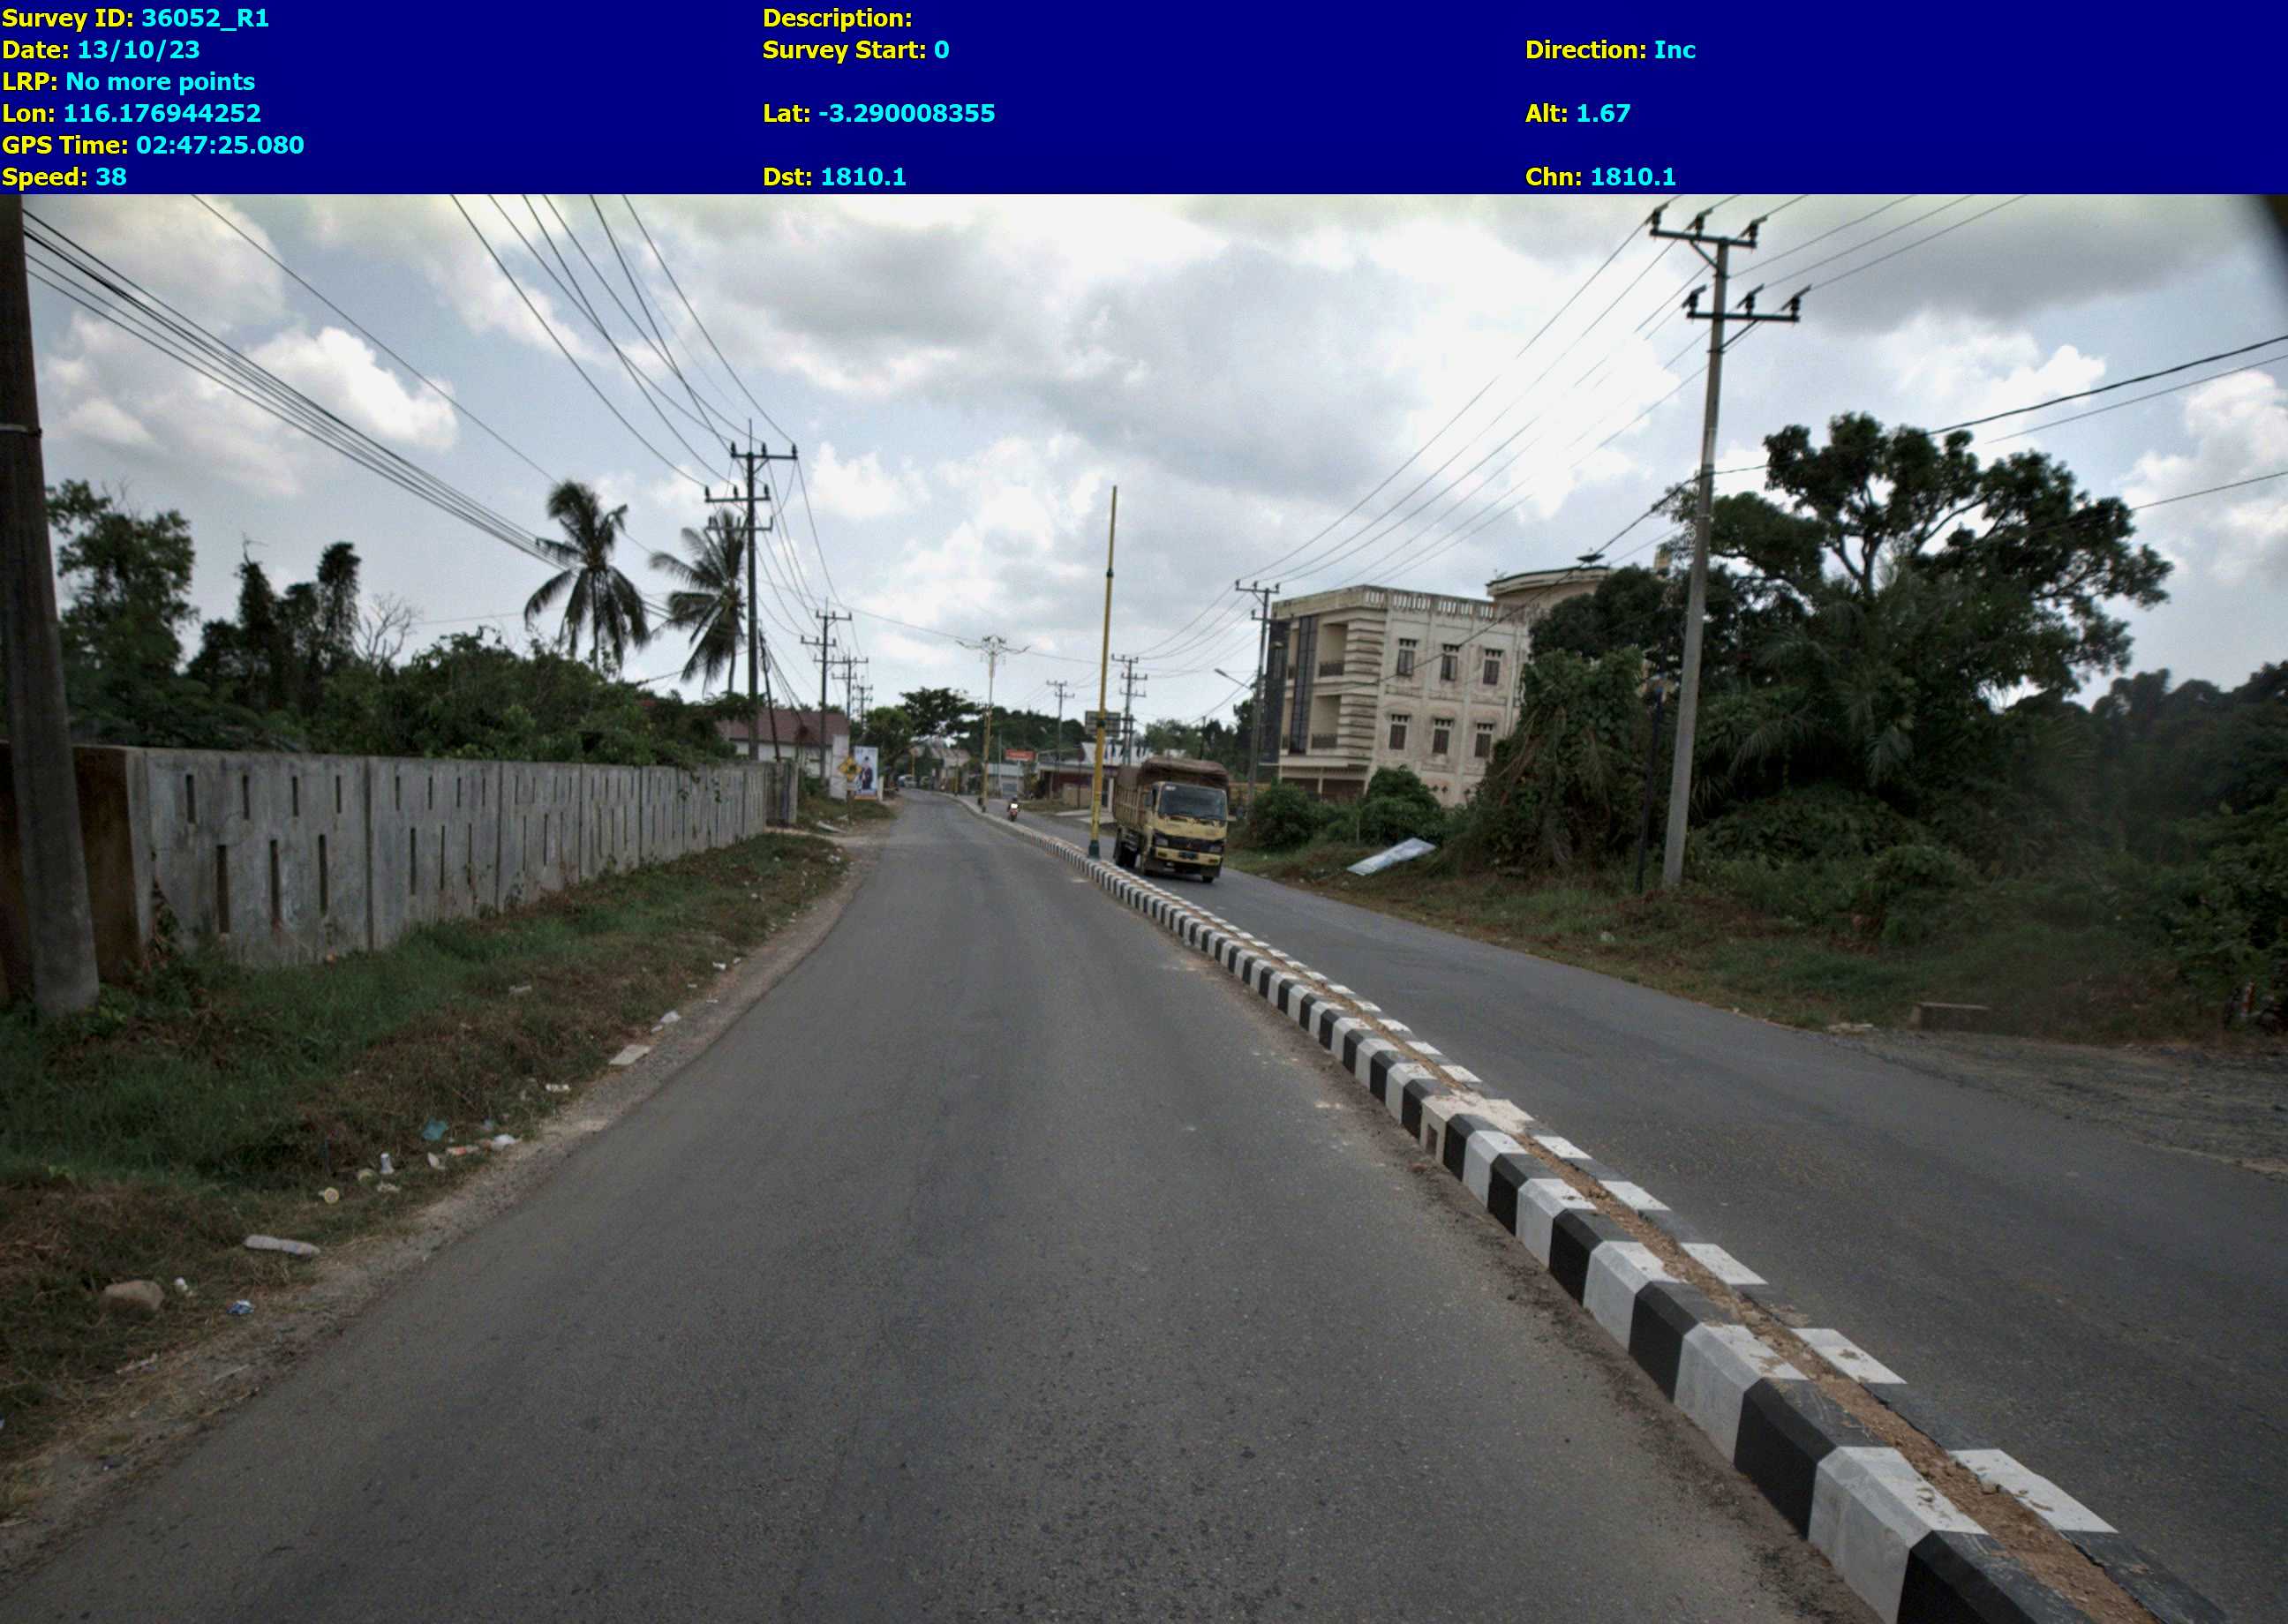 Survey ID: 36052_R1
Description:
Date: 13/10/23
Survey Start: 0
Direction: Inc
LRP: No more points
Lon: 116.176944252
Lat: -3.290008355
Alt: 1.67
GPS Time: 02:47:25.080
Speed: 38
Dst: 1810.1
Chn: 1810.1